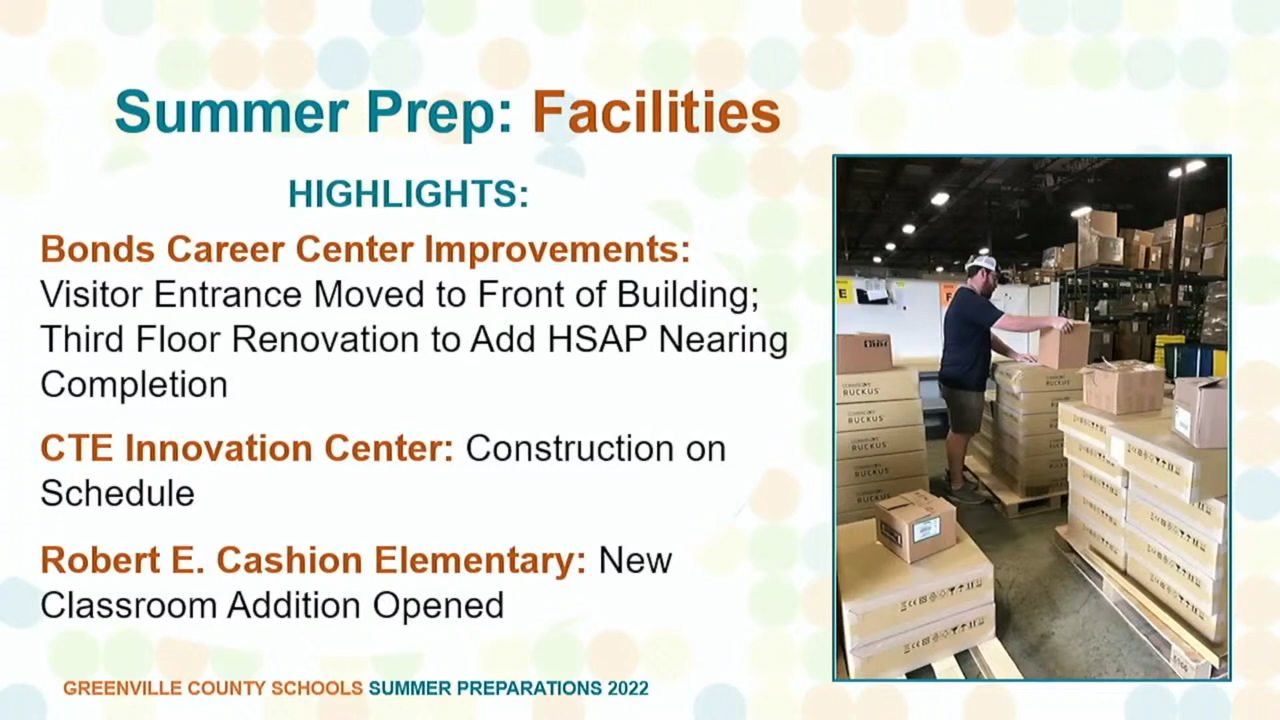 Summer Prep: Facilities
HIGHLIGHTS:
Bonds Career Center Improvements:
Visitor Entrance Moved to Front of Building;
Third Floor Renovation to Add HSAP Nearing
Completion
CTE Innovation Center: Construction on
Schedule
Robert E. Cashion Elementary: New
Classroom Addition Opened
GREENVILLE COUNTY SCHOOLS SUMMER PREPARATIONS 2022
E
F
RUCKUS
RUCKUS
RUCKUS
RUCKUS
RUCKUS
RUCKUS